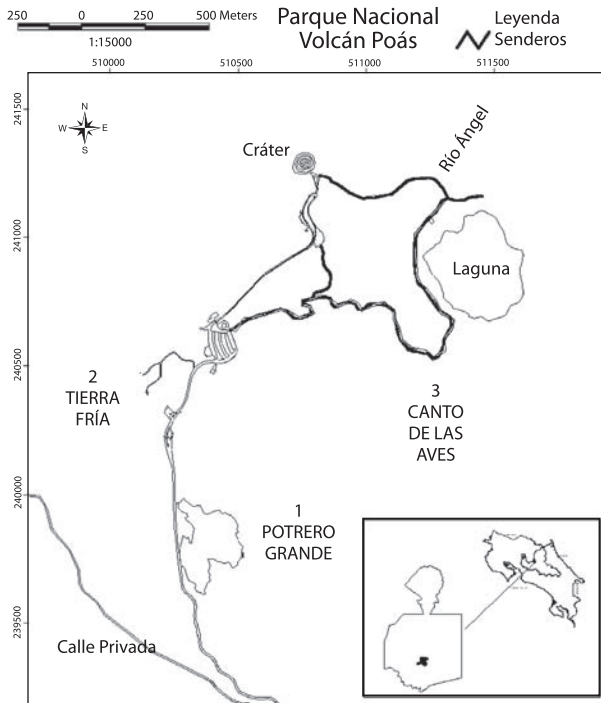 250 0 250 500 Meters
1:15000
Parque Nacional
Volcán Poás
Leyenda
Senderos
510000 510500 511000 511500
241500
241000
240500
240000
239500
N
W E
S
Cráter
Río Ángel
Laguna
2
TIERRA
FRÍA
3
CANTO
DE LAS
AVES
1
POTRERO
GRANDE
Calle Privada